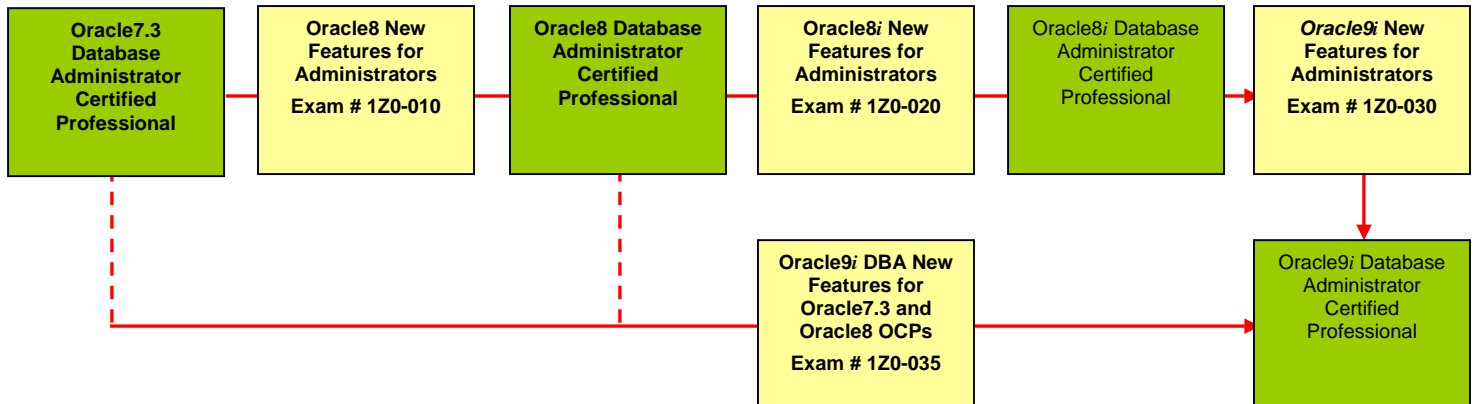 Oracle7.3
Database
Administrator
Certified
Professional
Oracle8 New
Features for
Administrators
Exam # 1Z0-010
Oracle8 Database
Administrator
Certified
Professional
Oracle8i New
Features for
Administrators
Exam # 1Z0-020
Oracle8i Database
Administrator
Certified
Professional
Oracle9i New
Features for
Administrators
Exam # 1Z0-030
Oracle9i DBA New
Features for
Oracle7.3 and
Oracle8 OCPs
Exam # 1Z0-035
Oracle9i Database
Administrator
Certified
Professional